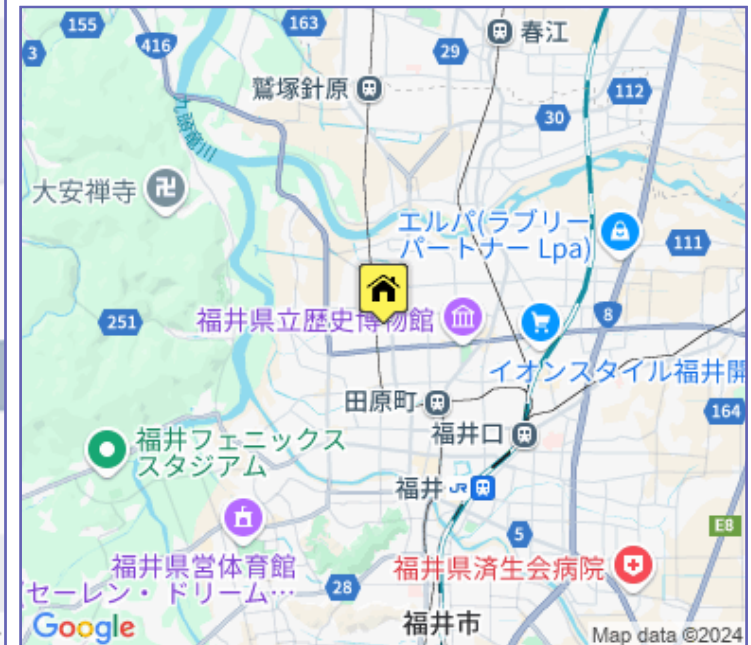 155
163
3
416
29
春江
鷲塚針原
112
30
九頭竜川
大安禅寺
エルパ(ラブリー
パートナー Lpa)
111
251
福井県立歴史博物館
8
イオンスタイル福井開
田原町
164
福井口
福井フェニックス
スタジアム
福井
JR
5
E8
福井県営体育館
セーレン・ドリーム…
福井県済生会病院
28
福井市
Google
Map data ©2024